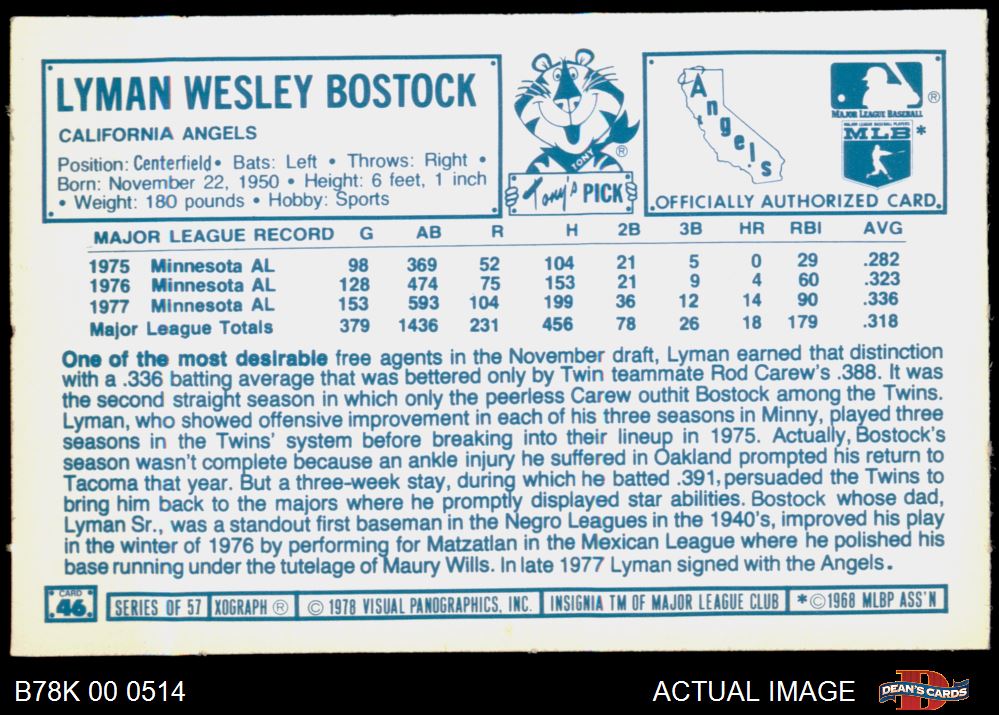 LYMAN WESLEY BOSTOCK
CALIFORNIA ANGELS
Position: Centerfield • Bats: Left • Throws: Right •
Born: November 22, 1950 • Height: 6 feet, 1 inch
• Weight: 180 pounds • Hobby: Sports
TONY
®
Tony's PICK
Angels
®
MAJOR LEAGUE BASEBALL
MAJOR LEAGUE BASEBALL PLAYERS
MLB *
OFFICIALLY AUTHORIZED CARD.
MAJOR LEAGUE RECORD G AB R H 2B 3B HR RBI AVG
1975 Minnesota AL 98 369 52 104 21 5 0 29 .282
1976 Minnesota AL 128 474 75 153 21 9 4 60 .323
1977 Minnesota AL 153 593 104 199 36 12 14 90 .336
Major League Totals 379 1436 231 456 78 26 18 179 .318
One of the most desirable free agents in the November draft, Lyman earned that distinction
with a .336 batting average that was bettered only by Twin teammate Rod Carew's .388. It was
the second straight season in which only the peerless Carew outhit Bostock among the Twins.
Lyman, who showed offensive improvement in each of his three seasons in Minny, played three
seasons in the Twins' system before breaking into their lineup in 1975. Actually, Bostock's
season wasn't complete because an ankle injury he suffered in Oakland prompted his return to
Tacoma that year. But a three-week stay, during which he batted .391, persuaded the Twins to
bring him back to the majors where he promptly displayed star abilities. Bostock whose dad,
Lyman Sr., was a standout first baseman in the Negro Leagues in the 1940's, improved his play
in the winter of 1976 by performing for Matzatlan in the Mexican League where he polished his
base running under the tutelage of Maury Wills. In late 1977 Lyman signed with the Angels.
CARD
46
SERIES OF 57 XOGRAPH ® © 1978 VISUAL PANOGRAPHICS, INC. INSIGNIA TM OF MAJOR LEAGUE CLUB *©1968 MLBP ASS'N
B78K 00 0514
ACTUAL IMAGE
DEAN'S CARDS